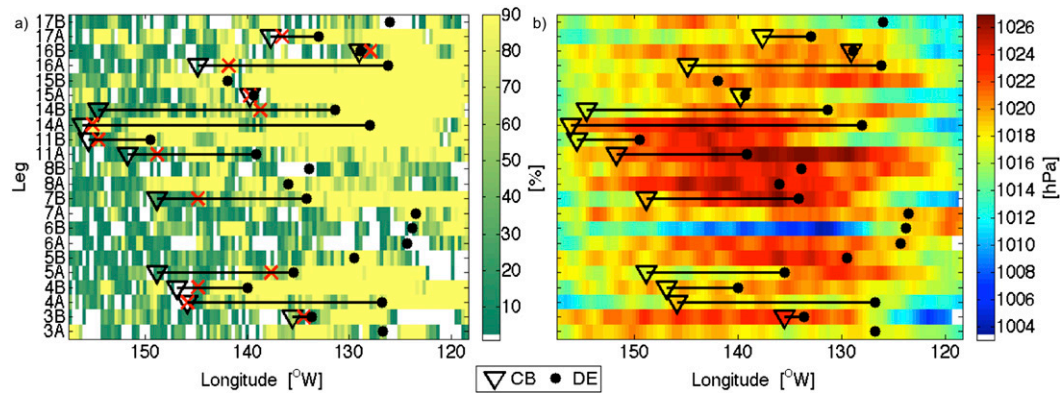 a)
b)
17B
17A
16B
16A
15B
15A
14B
14A
11B
11A
8B
8A
7B
7A
6B
6A
5B
5A
4B
4A
3B
3A
Leg
150 140 130 120
Longitude [°W]
90
80
70
60
50
40
30
20
10
[%]
150 140 130 120
Longitude [°W]
1026
1024
1022
1020
1018
1016
1014
1012
1010
1008
1006
1004
[hPa]
CB DE